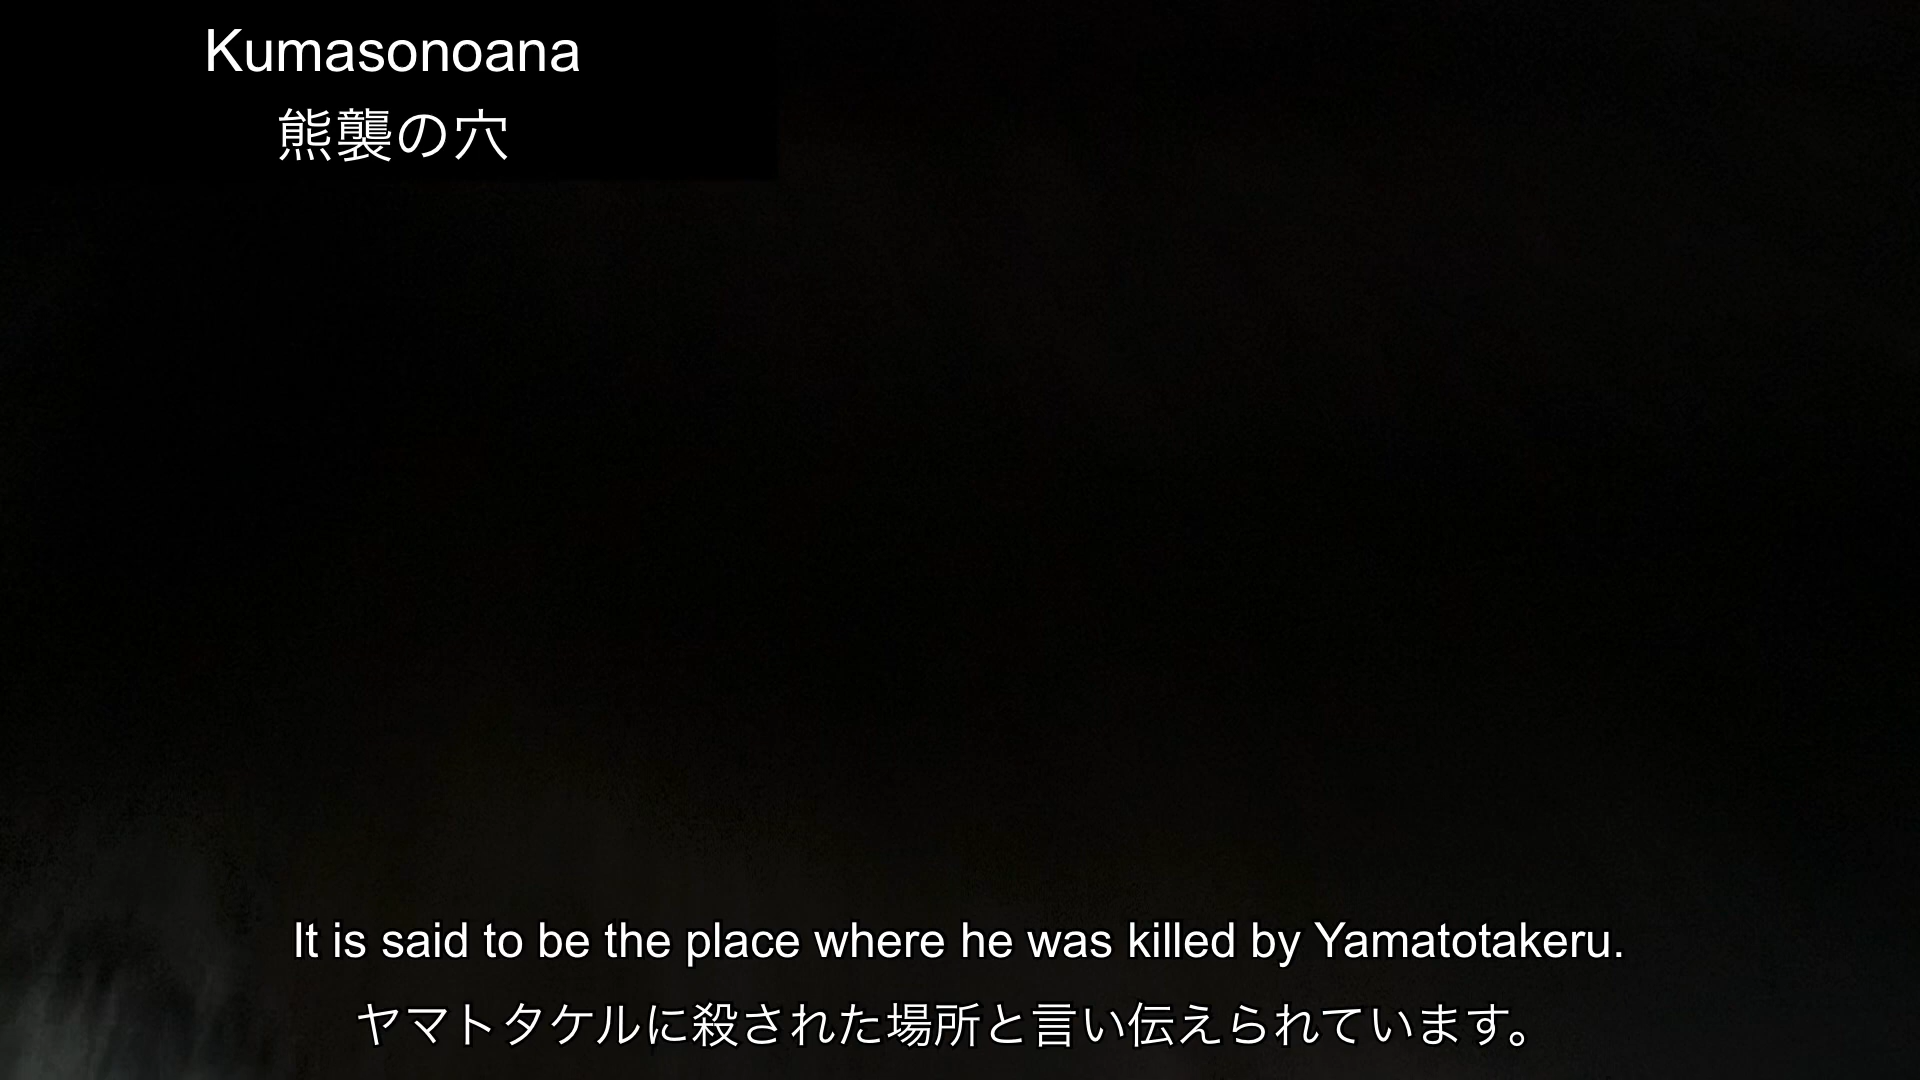 Kumasonoana
熊襲の穴
It is said to be the place where he was killed by Yamatotakeru.
ヤマトタケルに殺された場所と言い伝えられています。